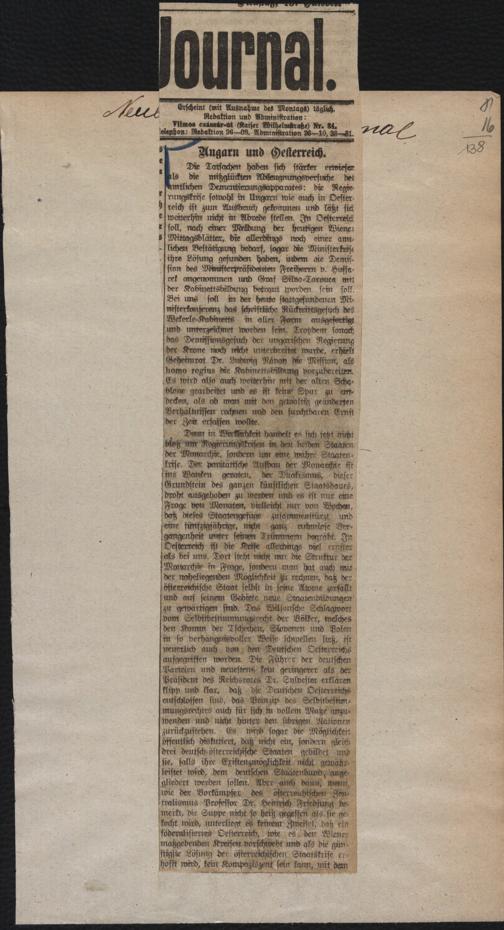 Journal.
Neu
nal
8)
16
138
Erscheint (mit Ausnahme des Montags) täglich.
Redaktion und Administration:
Vilmos császár-ut (Kaiser Wilhelmstraße) Nr. 34.
Ungarn und Oesterreich.
Die Tatsachen haben sich stärker erwiesen
als die mißglückten Ableugnungsversuche des
amtlichen Dementierungsapparates: die Regie-
rungskrise sowohl in Ungarn wie auch in Oester-
reich ist zum Ausbruch gekommen und läßt sich
weiterhin nicht in Abrede stellen. In Oesterreich
soll, nach einer Meldung der heutigen Wiener
Mittagsblätter, die allerdings noch einer amt-
lichen Bestätigung bedarf, sogar die Ministerkrise
ihre Lösung gefunden haben, indem die Demis-
sion des Ministerpräsidenten Freiherrn v. Hussa-
rek angenommen und Graf Silva-Tarouca mit
der Kabinettsbildung betraut worden sein soll.
Bei uns soll in der heute stattgefundenen Mi-
nisterkonferenz das schriftliche Rücktrittsgesuch des
Wekerle-Kabinetts in aller Form ausgefertigt
und unterzeichnet worden sein. Trotzdem sonach
das Demissionsgesuch der ungarischen Regierung
der Krone noch nicht unterbreitet wurde, erhielt
Geheimrat Dr. Ludwig Návay die Mission, als
homo regius die Kabinettsbildung vorzubereiten.
Es wird also auch weiterhin mit der alten Scha-
blone gearbeitet und es ist keine Spur zu ent-
decken, als ob man mit den gewaltig geänderten
Verhältnissen rechnen und den furchtbaren Ernst
der Zeit erfassen wollte.
Denn in Wirklichkeit handelt es sich jetzt nicht
bloß um Regierungskrisen in den beiden Staaten
der Monarchie, sondern um eine wahre Staaten-
krise. Der paritätische Aufbau der Monarchie ist
ins Wanken geraten, der Dualismus, dieser
Grundstein des ganzen künstlichen Staatsbaues,
droht ausgehoben zu werden und es ist nur eine
Frage von Monaten, vielleicht nur von Wochen,
daß dieses Staatengefüge zusammenstürzt und
eine fünfzigjährige, nicht ganz ruhmlose Ver-
gangenheit unter seinen Trümmern begräbt. In
Oesterreich ist die Krise allerdings viel ernster
als bei uns. Dort steht nicht nur die Struktur der
Monarchie in Frage, sondern man hat auch mit
der naheliegenden Möglichkeit zu rechnen, daß der
österreichische Staat selbst in seine Atome zerfällt
und auf seinem Gebiete neue Staatenbildungen
zu gewärtigen sind. Das Wilsonsche Schlagwort
vom Selbstbestimmungsrecht der Völker, welches
den Kamm der Tschechen, Slovenen und Polen
in so verhängnisvoller Weise schwellen ließ, ist
neuerlich auch von den Deutschen Oesterreichs
aufgegriffen worden. Die Führer der deutschen
Parteien und neuestens kein geringerer als der
Präsident des Reichsrates Dr. Sylvester erklären
klipp und klar, daß die Deutschen Oesterreichs
entschlossen sind, das Prinzip des Selbstbestim-
mungsrechts auch für sich in vollem Maße anzu-
wenden und nicht hinter den übrigen Nationen
zurückzustehen. Es wird sogar die Möglichkeit
öffentlich diskutiert, daß nicht ein, sondern gleich
drei deutsch-österreichische Staaten gebildet und
sie, falls ihre Existenzmöglichkeit nicht gewähr-
leistet wird, dem deutschen Staatenbund, ange-
gliedert werden sollen. Aber auch dann, wenn,
wie der Vorkämpfer des österreichischen Zen-
tralismus Professor Dr. Heinrich Friedjung be-
merkt, die Suppe nicht so heiß gegessen als sie ge-
kocht wird, unterliegt es keinem Zweifel, daß ein
föderalisiertes Oesterreich, wie es den Wiener
maßgebenden Kreisen vorschwebt und als die gün-
stigste Lösung der österreichischen Staatskrise er-
hofft wird, kein Kompaziszent sein kann, mit dem